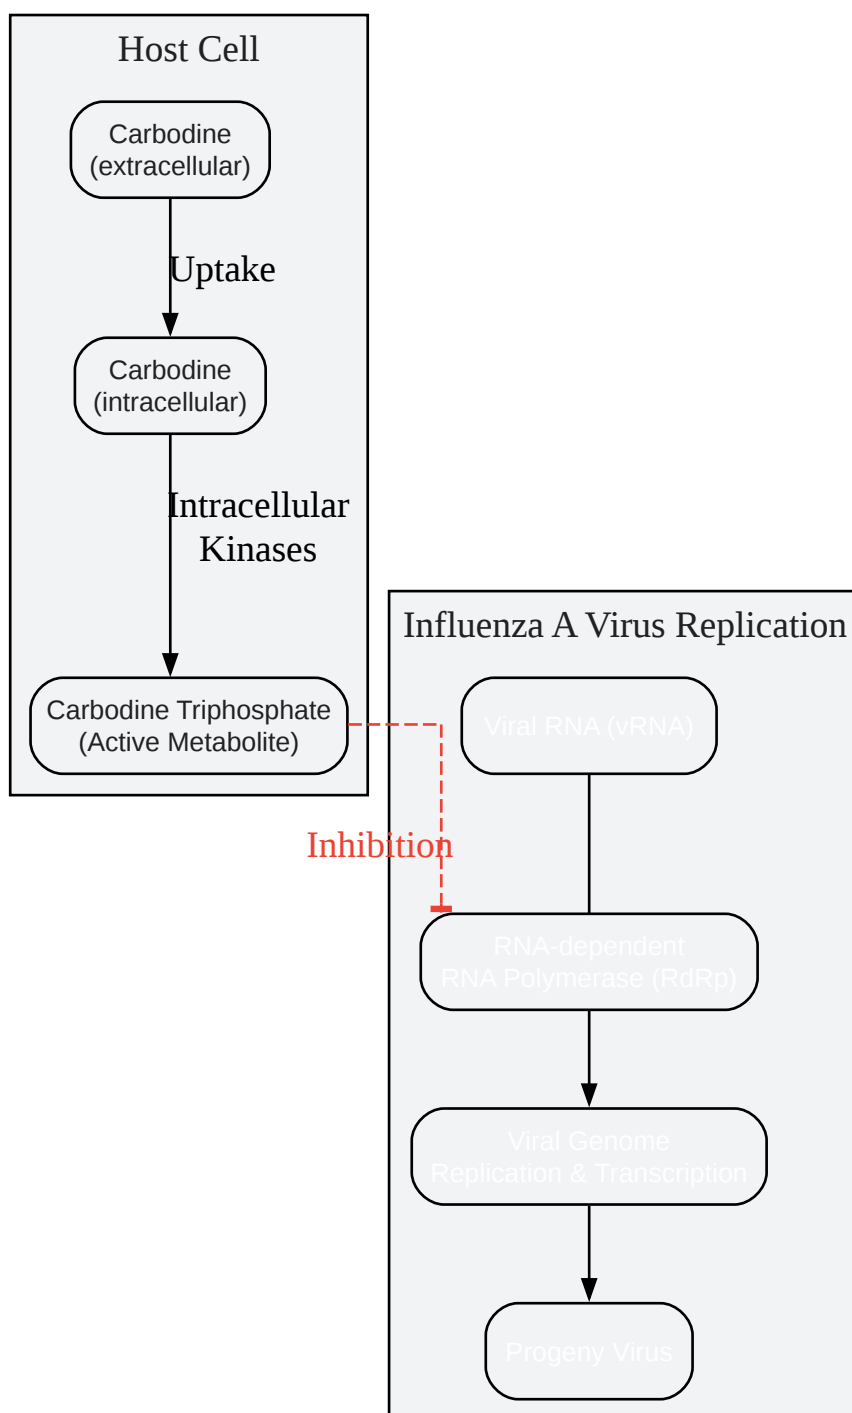 Host Cell
Carbodine
(extracellular)
Uptake
Carbodine
(intracellular)
Intracellular
Kinases
Carbodine Triphosphate
(Active Metabolite)
Inhibition
Influenza A Virus Replication
Viral RNA (vRNA)
RNA-dependent
RNA Polymerase (RdRp)
Viral Genome
Replication & Transcription
Progeny Virus